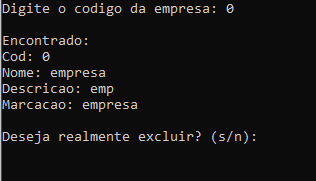 Digite o codigo da empresa: 0
Encontrado:
Cod: 0
Nome: empresa
Descricao: emp
Marcacao: empresa
Deseja realmente excluir? (s/n):